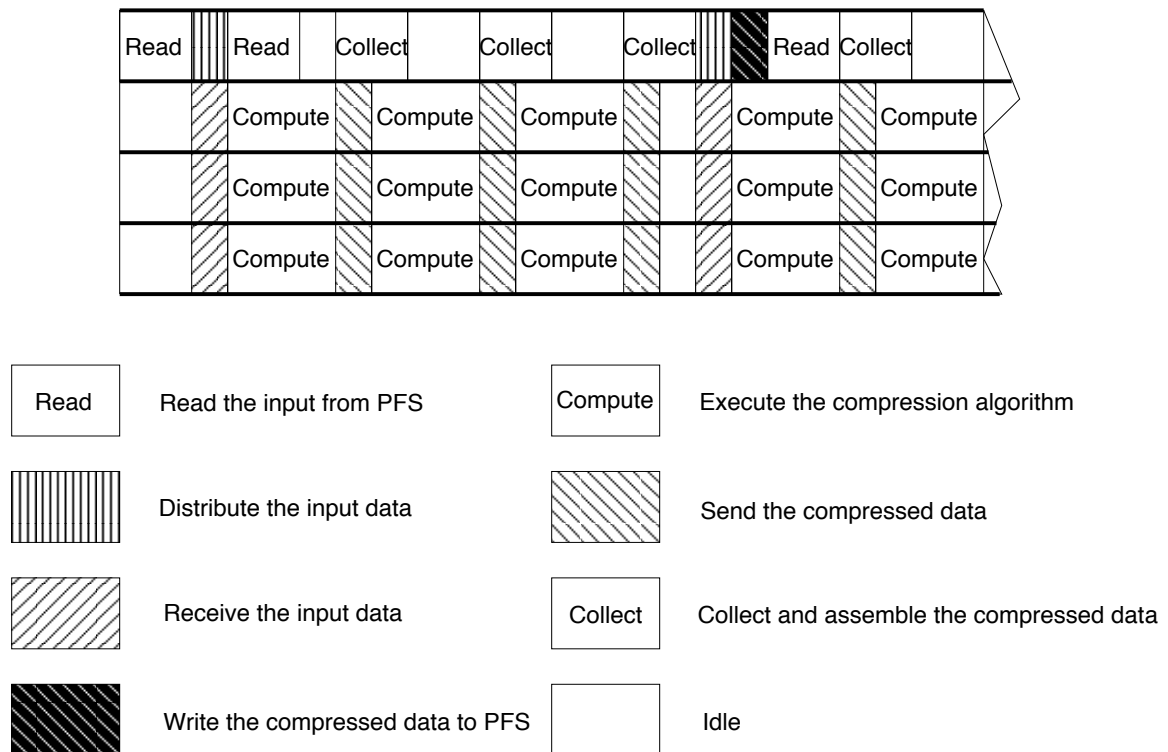 Read Read Collect Collect Collect Read Collect
Compute Compute Compute Compute Compute
Compute Compute Compute Compute Compute
Compute Compute Compute Compute Compute
Read Read the input from PFS
Compute Execute the compression algorithm
Distribute the input data
Send the compressed data
Receive the input data
Collect Collect and assemble the compressed data
Write the compressed data to PFS
Idle